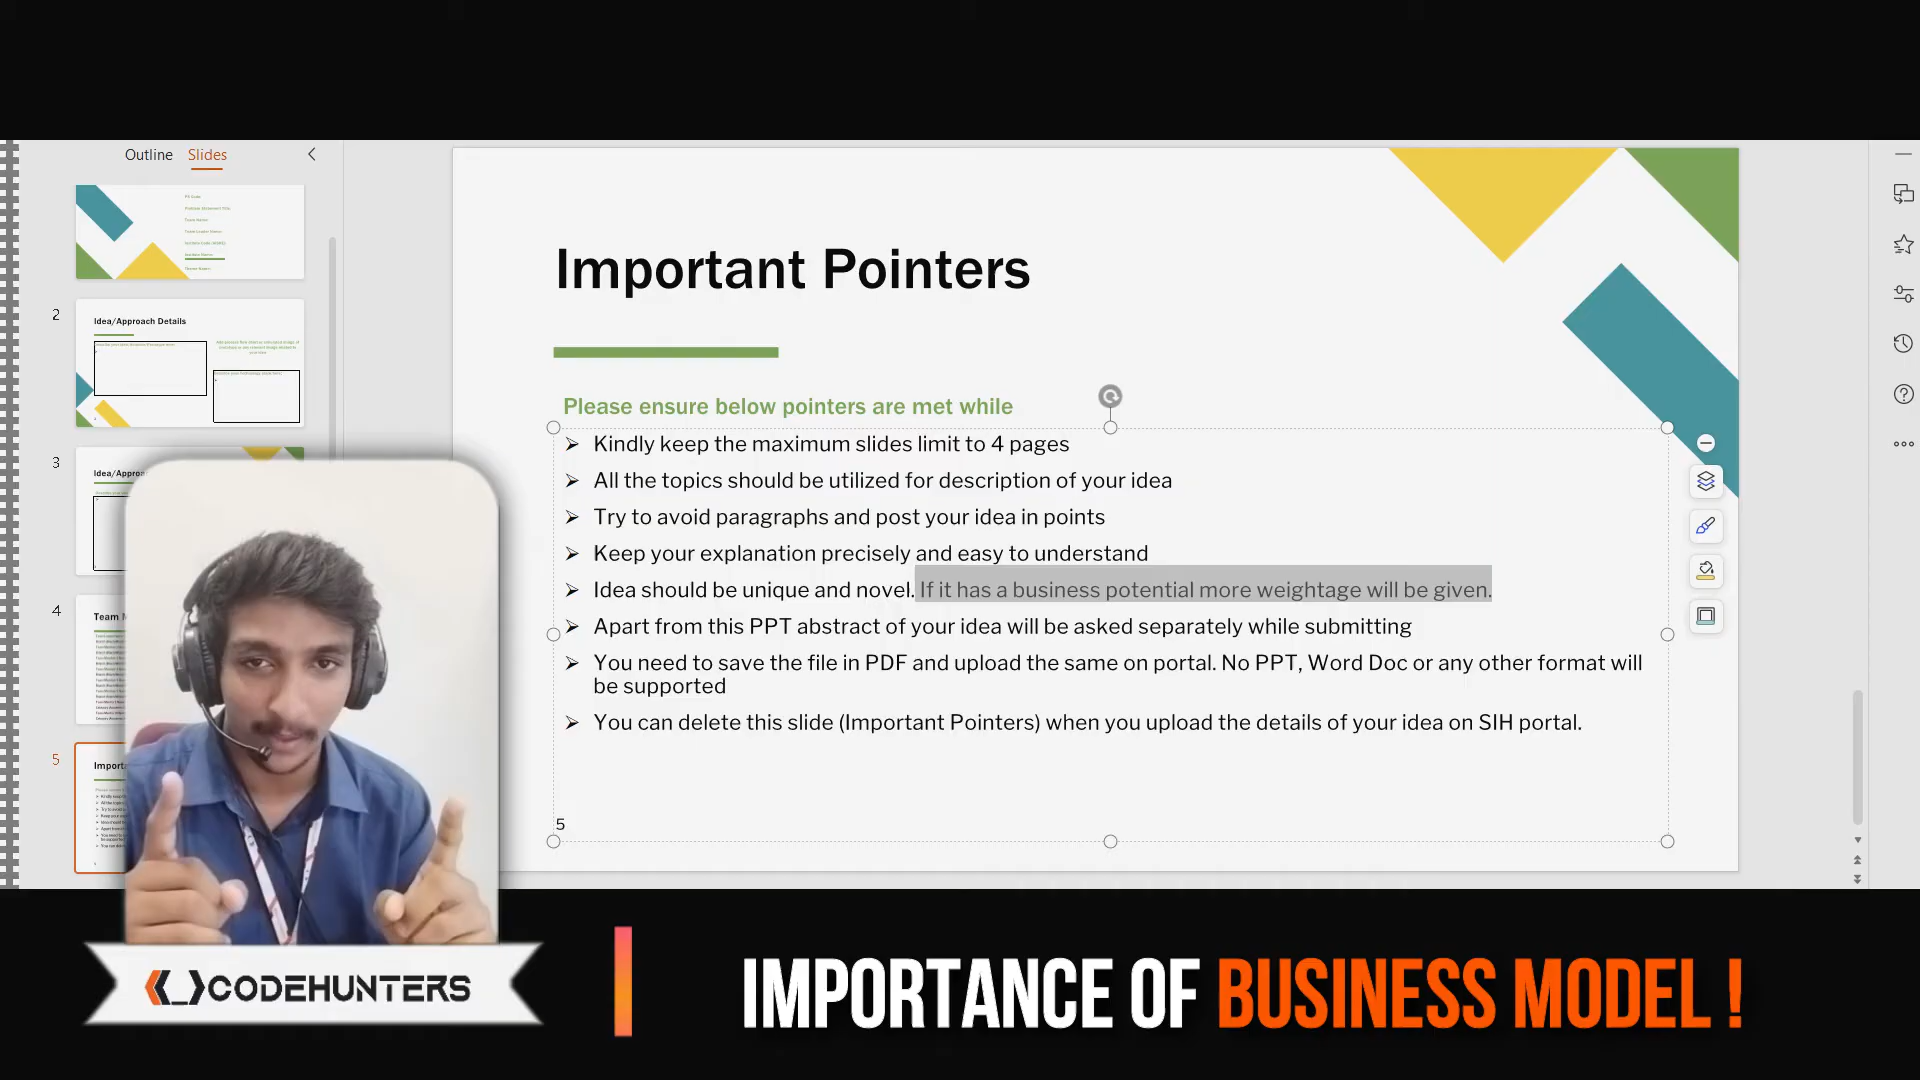 Outline Slides
2
Idea/Approach Details
3
Idea/Appro
4
Team M
5
Import
Important Pointers
Please ensure below pointers are met while
➢ Kindly keep the maximum slides limit to 4 pages
➢ All the topics should be utilized for description of your idea
➢ Try to avoid paragraphs and post your idea in points
➢ Keep your explanation precisely and easy to understand
➢ Idea should be unique and novel. If it has a business potential more weightage will be given.
➢ Apart from this PPT abstract of your idea will be asked separately while submitting
➢ You need to save the file in PDF and upload the same on portal. No PPT, Word Doc or any other format will
be supported
➢ You can delete this slide (Important Pointers) when you upload the details of your idea on SIH portal.
5
CODEHUNTERS
IMPORTANCE OF BUSINESS MODEL !